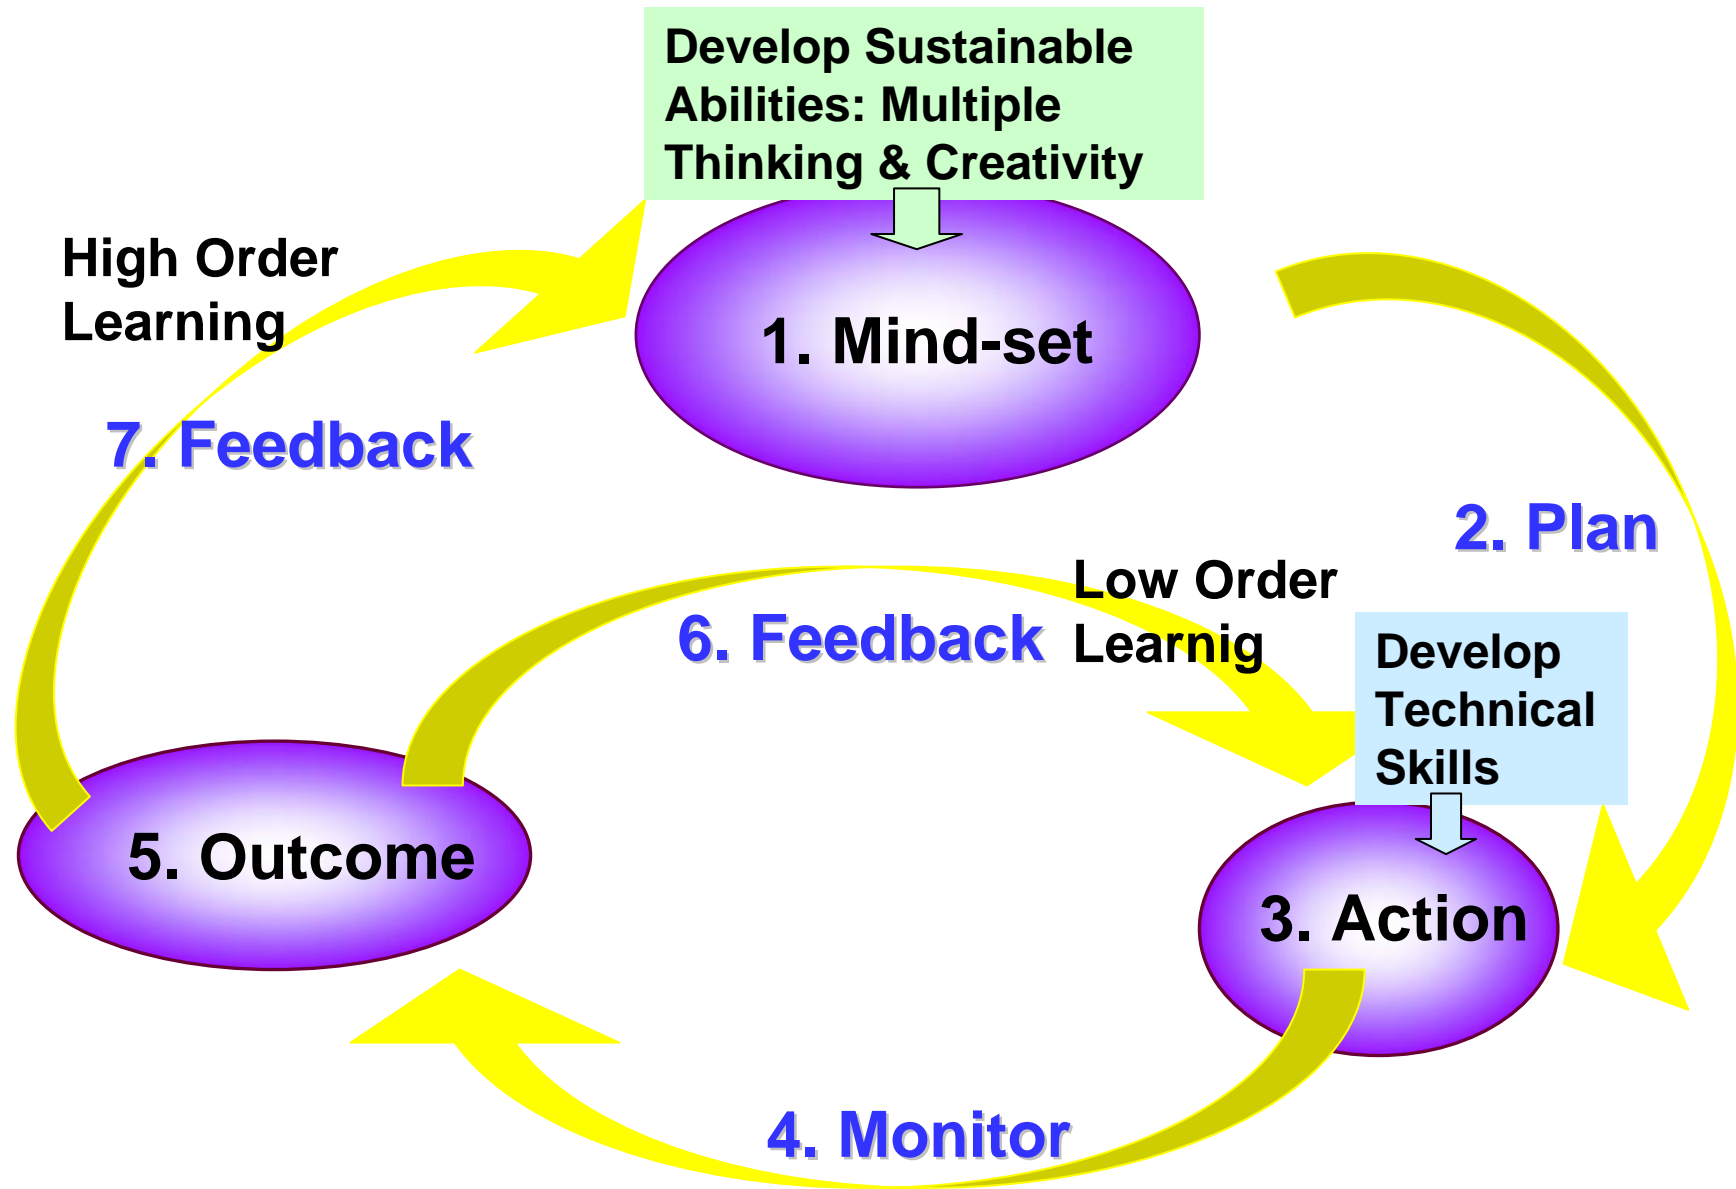 Develop Sustainable
Abilities: Multiple
Thinking & Creativity
High Order
Learning
1. Mind-set
7. Feedback
2. Plan
Low Order
Learnig
6. Feedback
Develop
Technical
Skills
5. Outcome
3. Action
4. Monitor